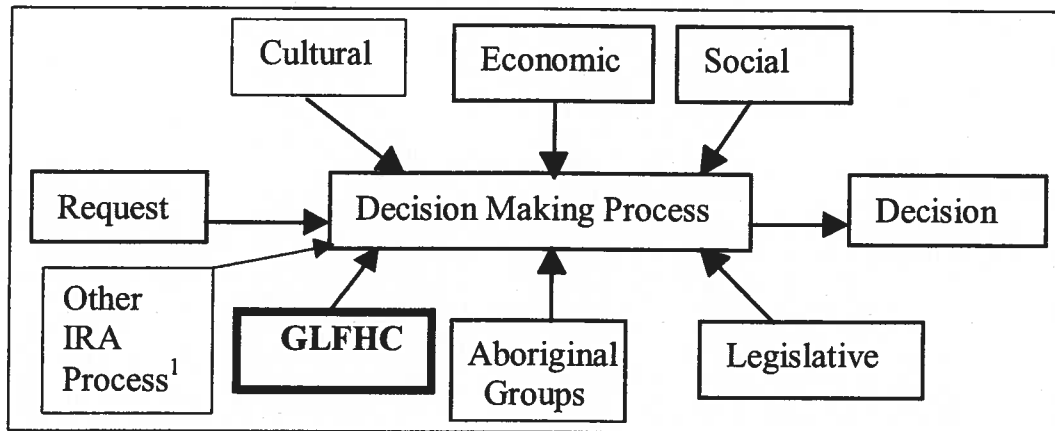 Cultural
Economic
Social
Request
Decision Making Process
Decision
Other
IRA
Process¹
GLFHC
Aboriginal
Groups
Legislative